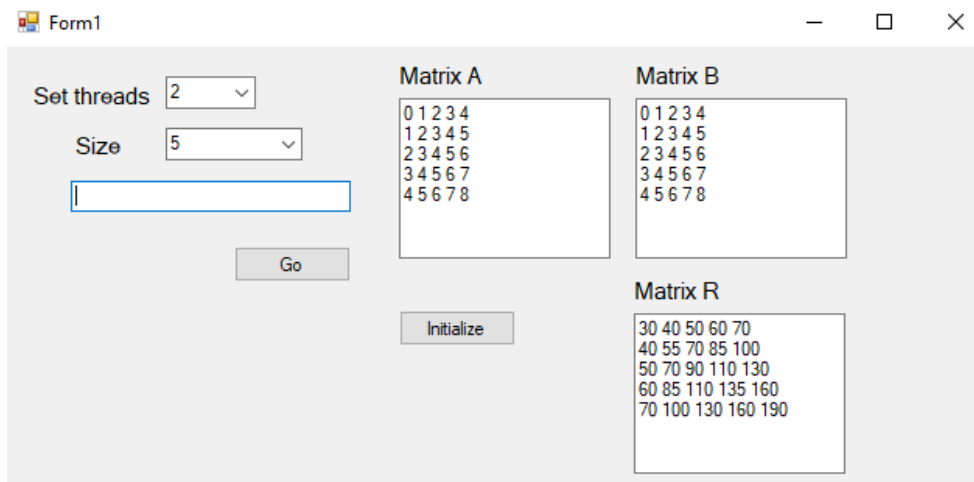 Form1
Set threads 2
Size 5
Go
Matrix A
0 1 2 3 4
1 2 3 4 5
2 3 4 5 6
3 4 5 6 7
4 5 6 7 8
Initialize
Matrix B
0 1 2 3 4
1 2 3 4 5
2 3 4 5 6
3 4 5 6 7
4 5 6 7 8
Matrix R
30 40 50 60 70
40 55 70 85 100
50 70 90 110 130
60 85 110 135 160
70 100 130 160 190